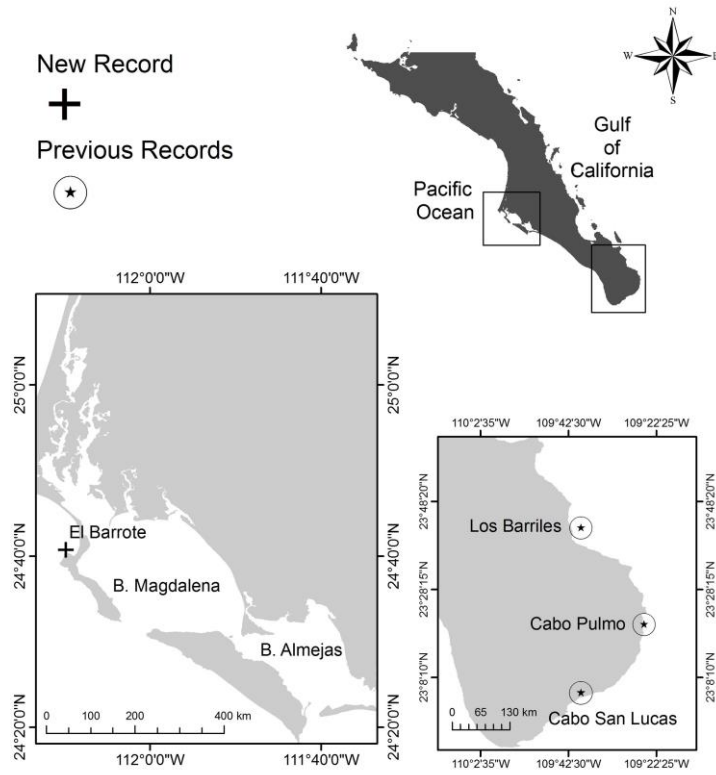 New Record
Previous Records
N
W
E
S
Gulf
of
California
Pacific
Ocean
112°0'0"W
111°40'0"W
25°0'0"N
25°0'0"N
24°40'0"N
24°40'0"N
24°20'0"N
24°20'0"N
El Barrote
B. Magdalena
B. Almejas
0 50 100 200 300 400 km
112°0'0"W
111°40'0"W
110°2'35"W
109°42'30"W
109°22'25"W
23°48'20"N
23°48'20"N
23°28'15"N
23°28'15"N
23°8'10"N
23°8'10"N
Los Barriles
Cabo Pulmo
Cabo San Lucas
0 65 130 km
110°2'35"W
109°42'30"W
109°22'25"W